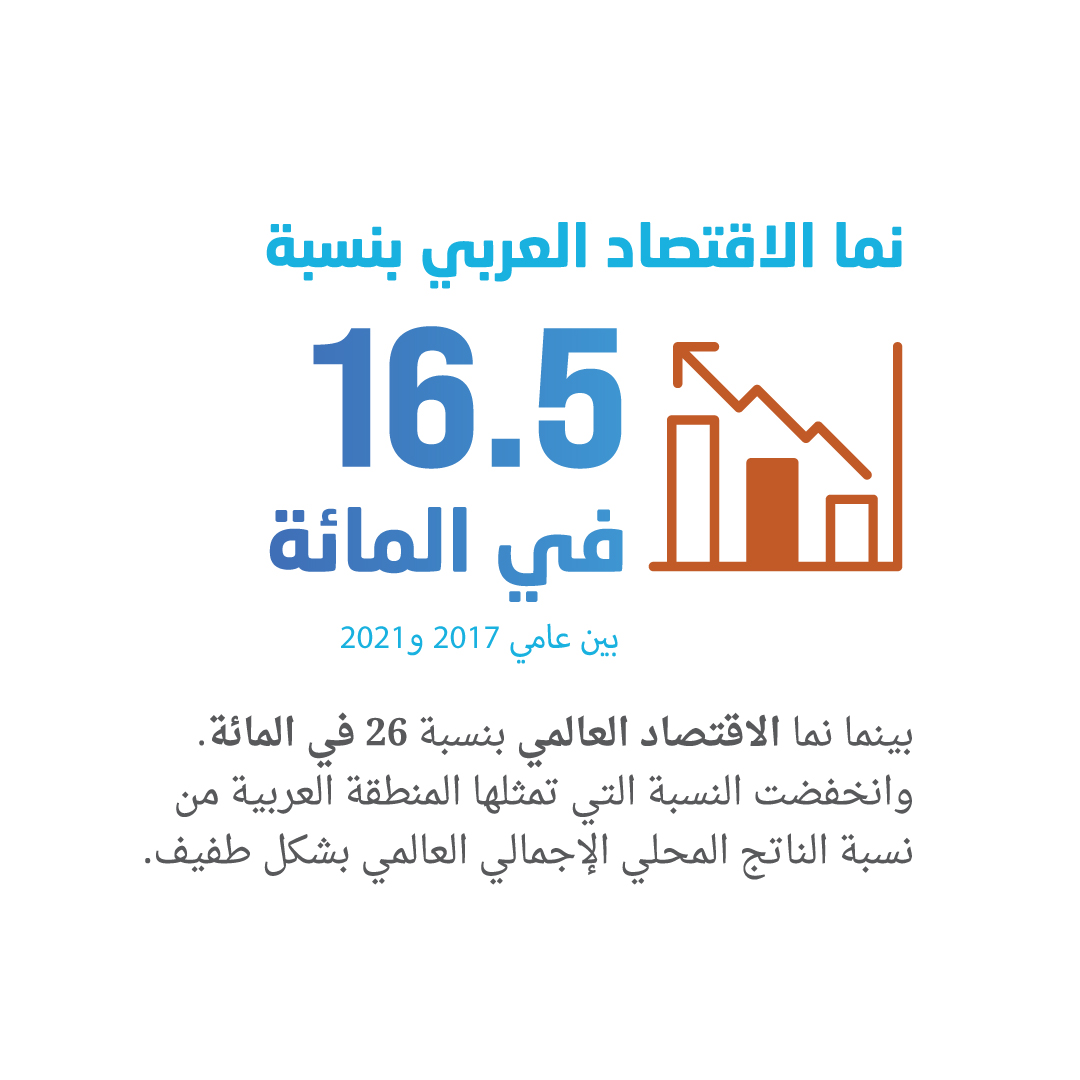 نما الاقتصاد العربي بنسبة
16.5
في المائة
بين عامي 2017 و2021
بينما نما الاقتصاد العالمي بنسبة 26 في المائة.
وانخفضت النسبة التي تمثلها المنطقة العربية من
نسبة الناتج المحلي الإجمالي العالمي بشكل طفيف.